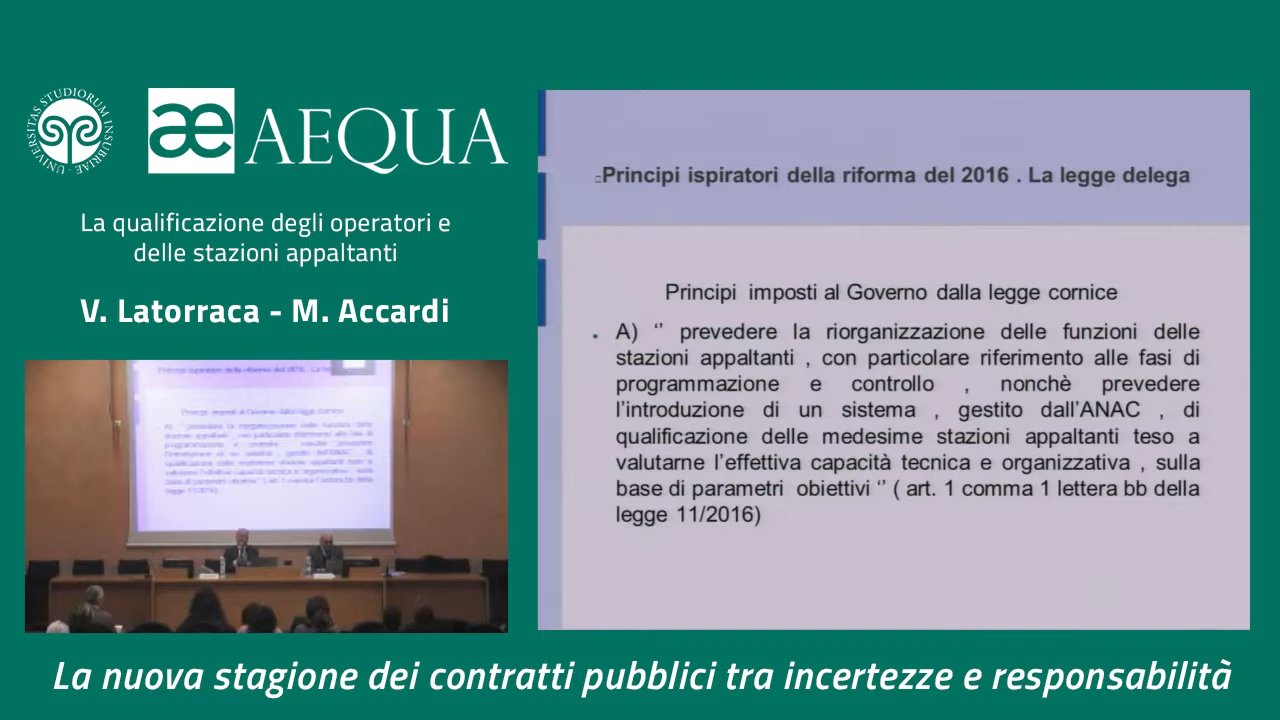 UNIVERSITAS STUDIORUM INSUBRIAE
æ AEQUA
La qualificazione degli operatori e
delle stazioni appaltanti
V. Latorraca - M. Accardi
Principi ispiratori della riforma del 2016 . La legge delega
Principi imposti al Governo dalla legge cornice
• A) ‘’ prevedere la riorganizzazione delle funzioni delle
stazioni appaltanti , con particolare riferimento alle fasi di
programmazione e controllo , nonchè prevedere
l’introduzione di un sistema , gestito dall’ANAC , di
qualificazione delle medesime stazioni appaltanti teso a
valutarne l’effettiva capacità tecnica e organizzativa , sulla
base di parametri obiettivi ‘’ ( art. 1 comma 1 lettera bb della
legge 11/2016)
La nuova stagione dei contratti pubblici tra incertezze e responsabilità